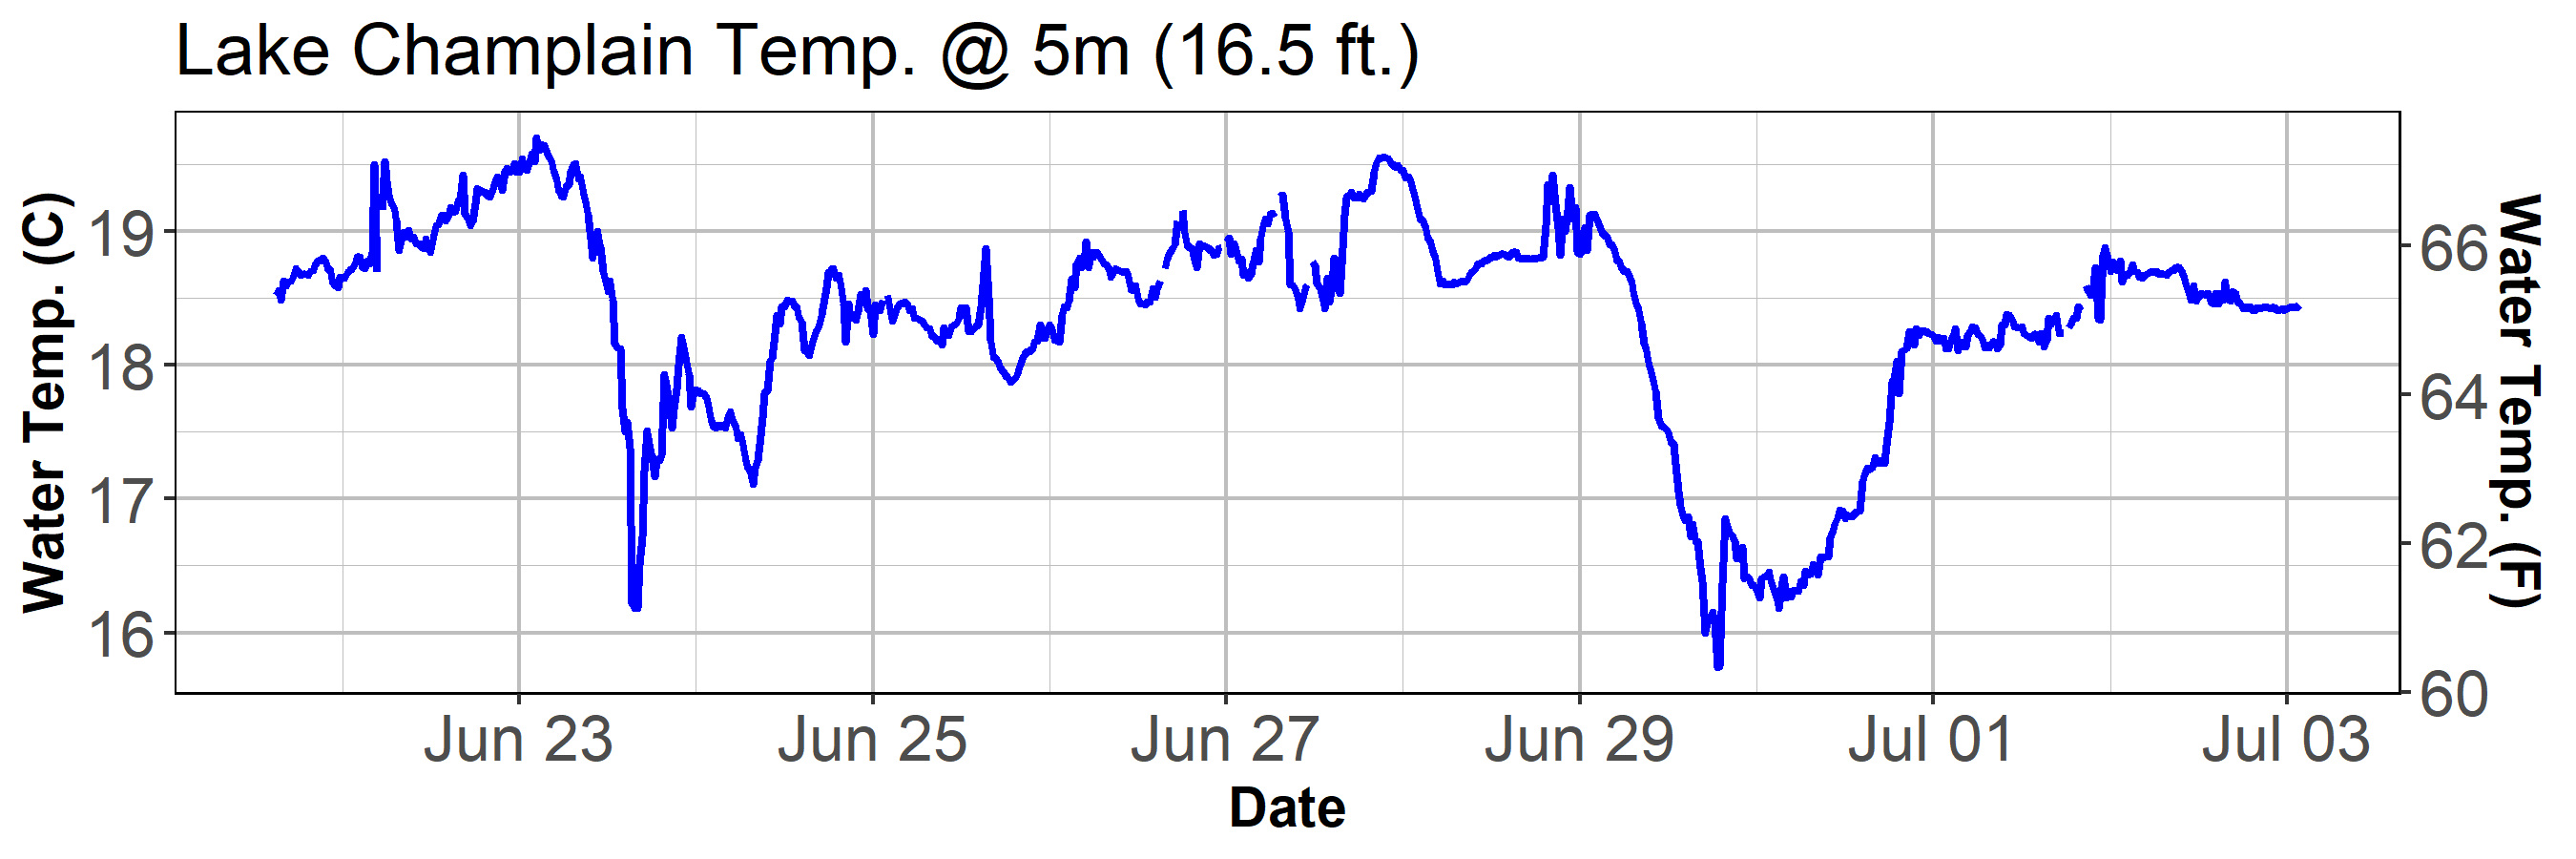 Lake Champlain Temp. @ 5m (16.5 ft.)
Water Temp. (C)
19
18
17
16
66
64
62
60
Water Temp. (F)
Jun 23 Jun 25 Jun 27 Jun 29 Jul 01 Jul 03
Date